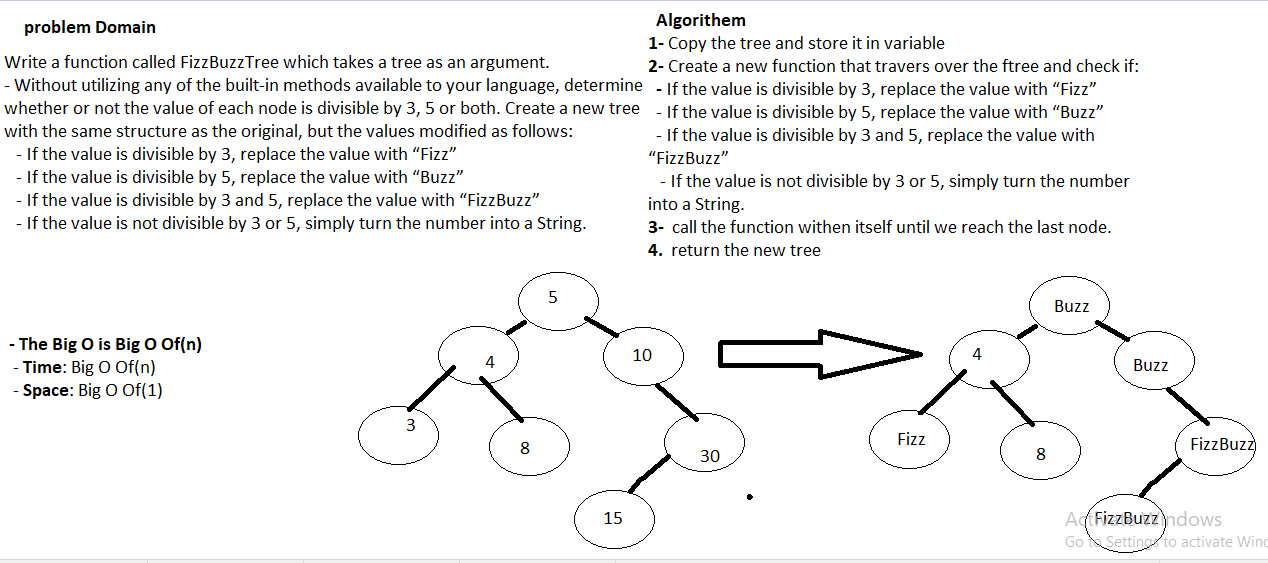 problem Domain
Write a function called FizzBuzzTree which takes a tree as an argument.
- Without utilizing any of the built-in methods available to your language, determine
whether or not the value of each node is divisible by 3, 5 or both. Create a new tree
with the same structure as the original, but the values modified as follows:
- If the value is divisible by 3, replace the value with “Fizz”
- If the value is divisible by 5, replace the value with “Buzz”
- If the value is divisible by 3 and 5, replace the value with “FizzBuzz”
- If the value is not divisible by 3 or 5, simply turn the number into a String.
Algorithem
1- Copy the tree and store it in variable
2- Create a new function that travers over the ftree and check if:
- If the value is divisible by 3, replace the value with “Fizz”
- If the value is divisible by 5, replace the value with “Buzz”
- If the value is divisible by 3 and 5, replace the value with
“FizzBuzz”
- If the value is not divisible by 3 or 5, simply turn the number
into a String.
3- call the function withen itself until we reach the last node.
4. return the new tree
- The Big O is Big O Of(n)
- Time: Big O Of(n)
- Space: Big O Of(1)
5
4
10
3
8
30
15
Buzz
4
Buzz
Fizz
8
FizzBuzz
FizzBuzz
Activate Windows
Go to Settings to activate Winc